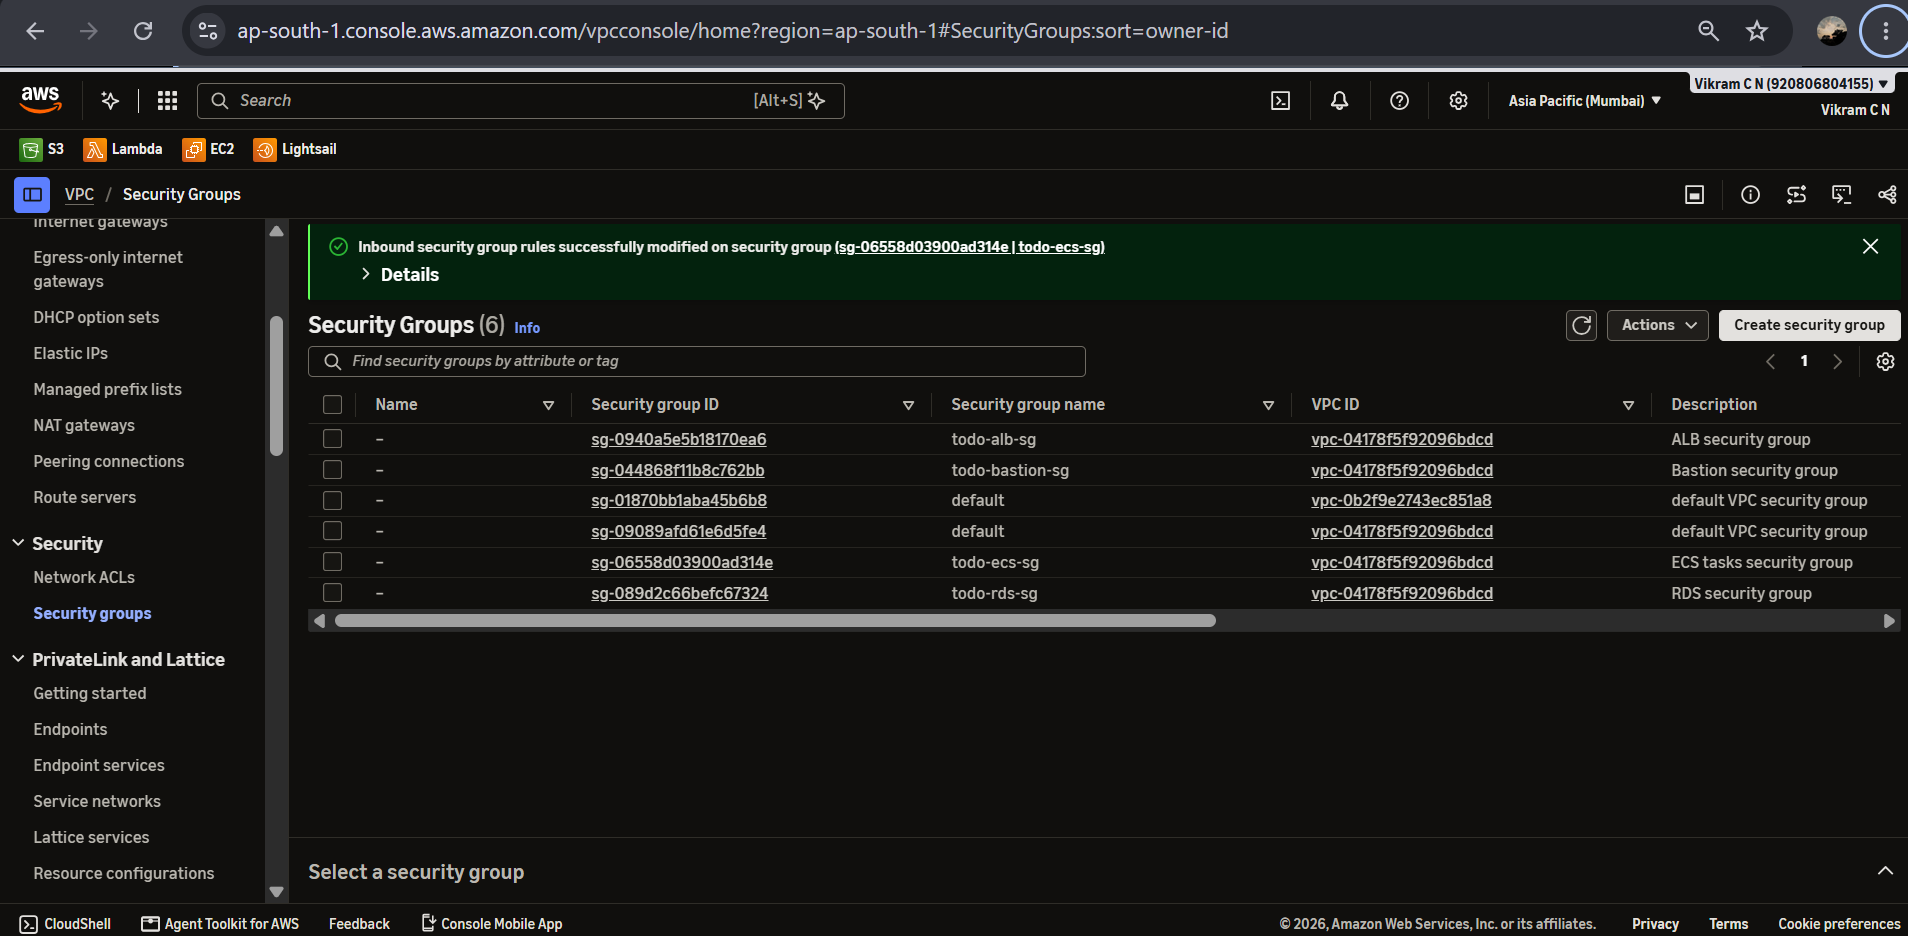 ap-south-1.console.aws.amazon.com/vpcconsole/home?region=ap-south-1#SecurityGroups:sort=owner-id
aws
Search [Alt+S]
Asia Pacific (Mumbai)
Vikram C N (920806804155)
Vikram C N
S3 Lambda EC2 Lightsail
VPC / Security Groups
Internet gateways
Egress-only internet
gateways
DHCP option sets
Elastic IPs
Managed prefix lists
NAT gateways
Peering connections
Route servers
Security
Network ACLs
Security groups
PrivateLink and Lattice
Getting started
Endpoints
Endpoint services
Service networks
Lattice services
Resource configurations
Inbound security group rules successfully modified on security group (sg-06558d03900ad314e | todo-ecs-sg)
Details
Security Groups (6) Info
Actions
Create security group
Find security groups by attribute or tag
1
Name Security group ID Security group name VPC ID Description
– sg-0940a5e5b18170ea6 todo-alb-sg vpc-04178f5f92096bdcd ALB security group
– sg-044868f11b8c762bb todo-bastion-sg vpc-04178f5f92096bdcd Bastion security group
– sg-01870bb1aba45b6b8 default vpc-0b2f9e2743ec851a8 default VPC security group
– sg-09089afd61e6d5fe4 default vpc-04178f5f92096bdcd default VPC security group
– sg-06558d03900ad314e todo-ecs-sg vpc-04178f5f92096bdcd ECS tasks security group
– sg-089d2c66befc67324 todo-rds-sg vpc-04178f5f92096bdcd RDS security group
Select a security group
CloudShell Agent Toolkit for AWS Feedback Console Mobile App © 2026, Amazon Web Services, Inc. or its affiliates. Privacy Terms Cookie preferences